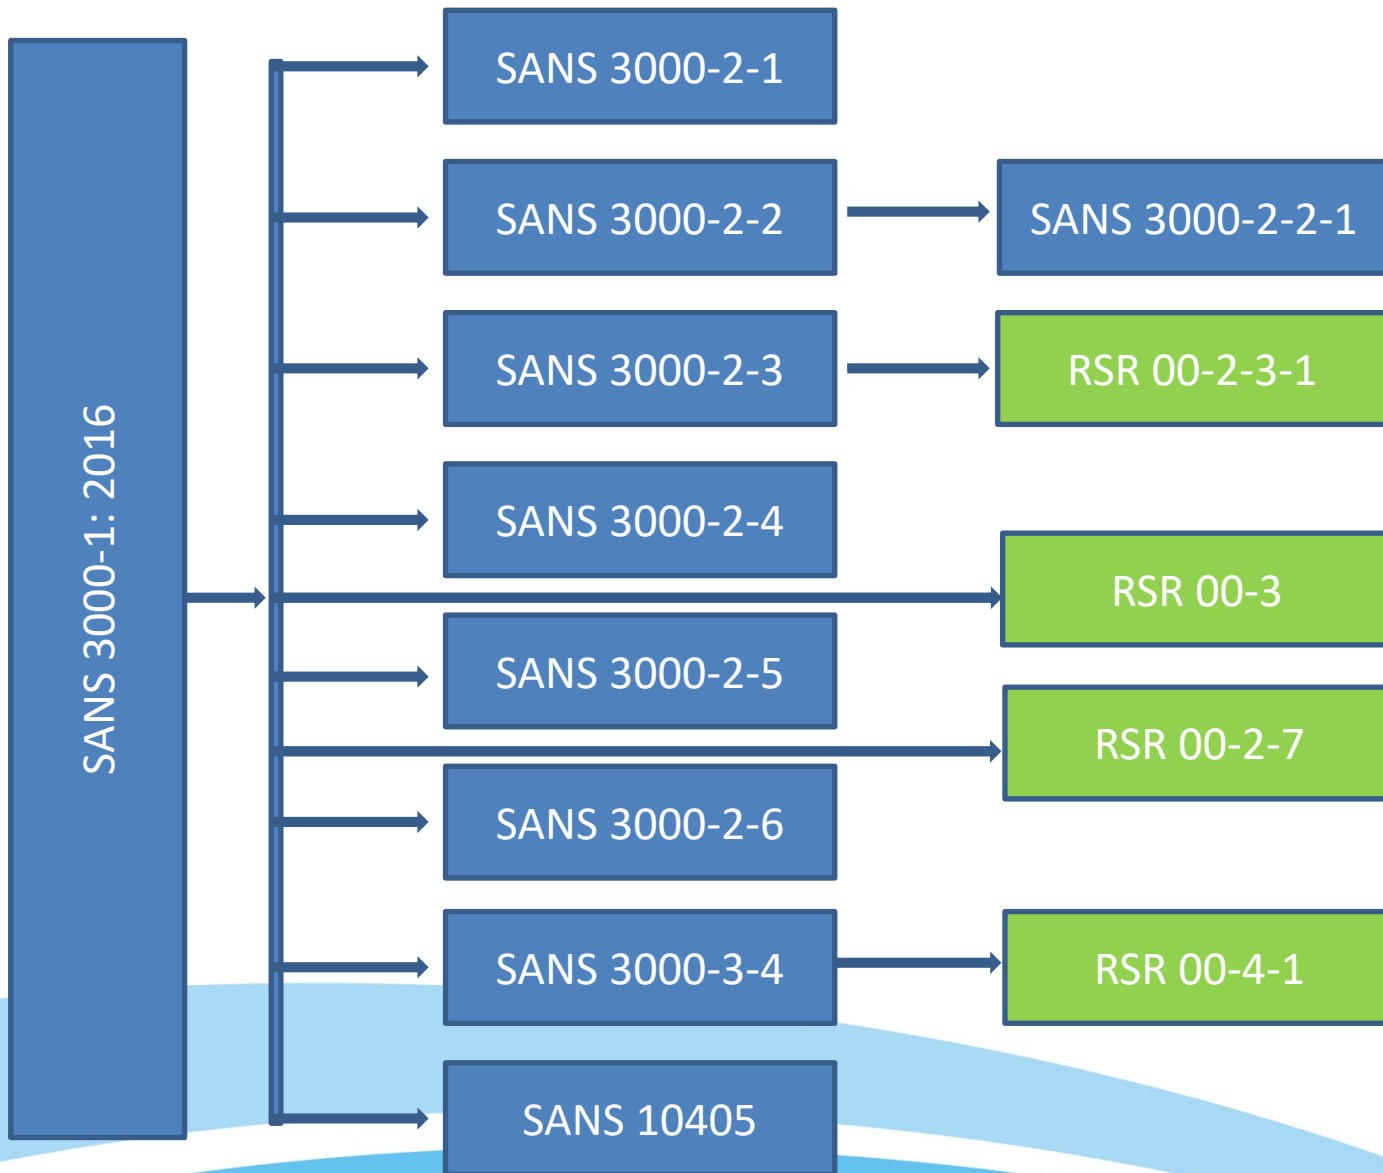 SANS 3000-1: 2016
SANS 3000-2-1
SANS 3000-2-2
SANS 3000-2-2-1
SANS 3000-2-3
RSR 00-2-3-1
SANS 3000-2-4
RSR 00-3
SANS 3000-2-5
RSR 00-2-7
SANS 3000-2-6
SANS 3000-3-4
RSR 00-4-1
SANS 10405